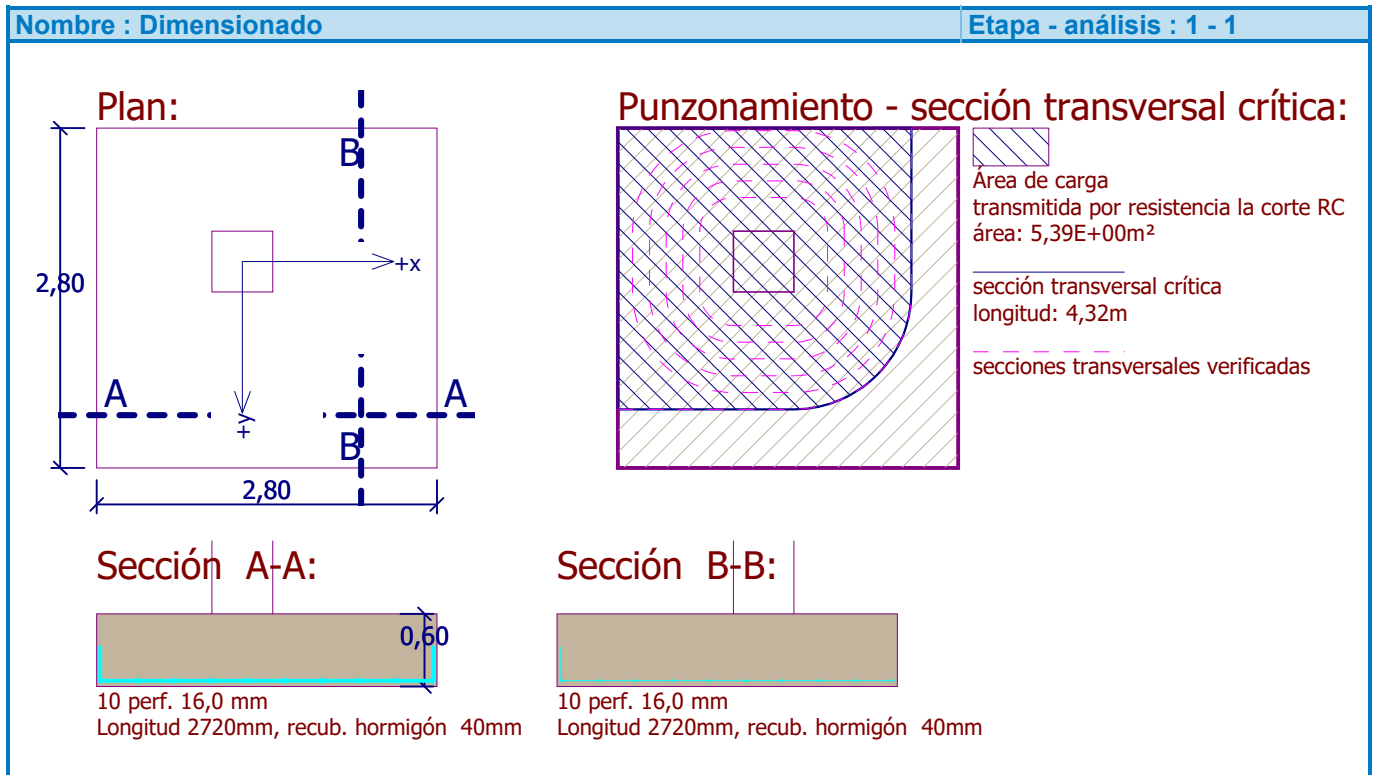 Nombre : Dimensionado
Etapa - análisis : 1 - 1
Plan:
B
2,80
+x
A
A
+y
B
2,80
Punzonamiento - sección transversal crítica:
Área de carga
transmitida por resistencia la corte RC
área: 5,39E+00m²
sección transversal crítica
longitud: 4,32m
secciones transversales verificadas
Sección A-A:
0,60
10 perf. 16,0 mm
Longitud 2720mm, recub. hormigón 40mm
Sección B-B:
10 perf. 16,0 mm
Longitud 2720mm, recub. hormigón 40mm